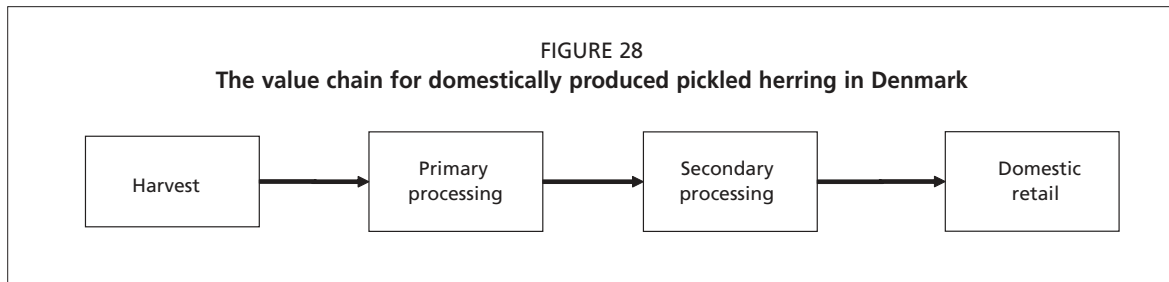 FIGURE 28
The value chain for domestically produced pickled herring in Denmark
Harvest
Primary
processing
Secondary
processing
Domestic
retail